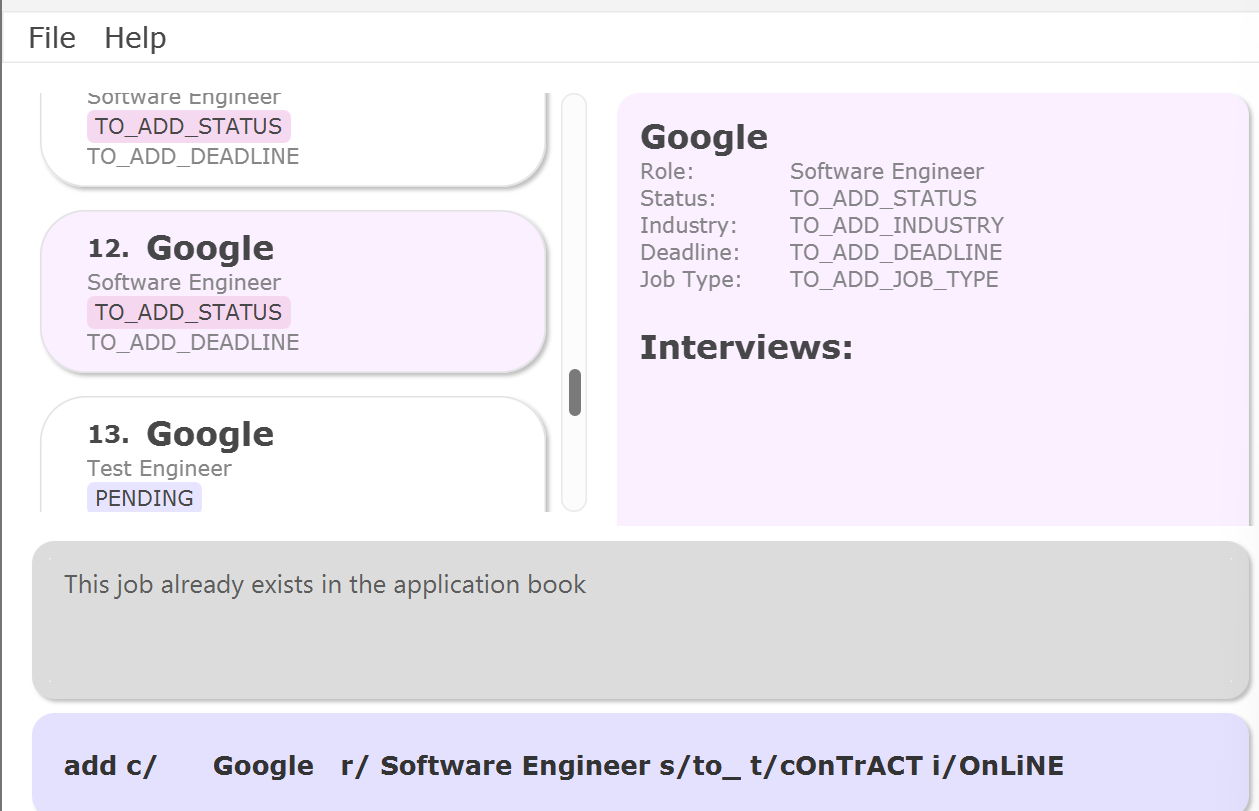 File Help
Software Engineer
TO_ADD_STATUS
TO_ADD_DEADLINE
12. Google
Software Engineer
TO_ADD_STATUS
TO_ADD_DEADLINE
13. Google
Test Engineer
PENDING
Google
Role: Software Engineer
Status: TO_ADD_STATUS
Industry: TO_ADD_INDUSTRY
Deadline: TO_ADD_DEADLINE
Job Type: TO_ADD_JOB_TYPE
Interviews:
This job already exists in the application book
add c/ Google r/ Software Engineer s/to_ t/cOnTrACT i/OnLiNE